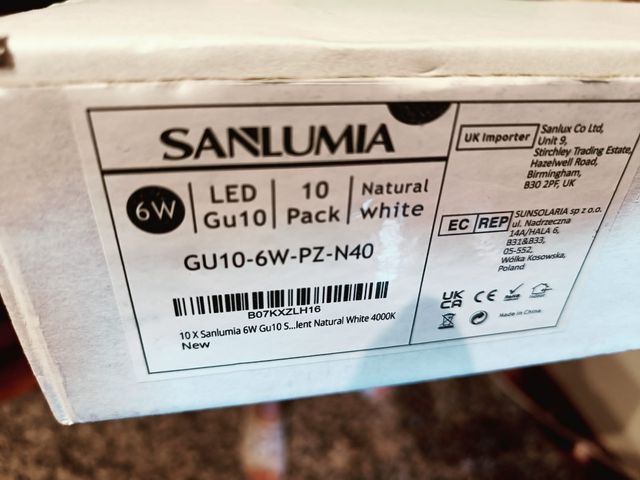 SANLUMIA
6W
LED
Gu10
10
Pack
Natural
white
GU10-6W-PZ-N40
B07KXZLH16
10 X Sanlumia 6W Gu10 S...lent Natural White 4000K
New
UK Importer
Sanlux Co Ltd,
Unit 9,
Stirchley Trading Estate,
Hazelwell Road,
Birmingham,
B30 2PF, UK
EC REP
SUNSOLARIA sp z o.o.
ul. Nadrzeczna
14A/HALA 6,
B31&B33,
05-552,
Wólka Kosowska,
Poland
UK
CA
CE
Made in China